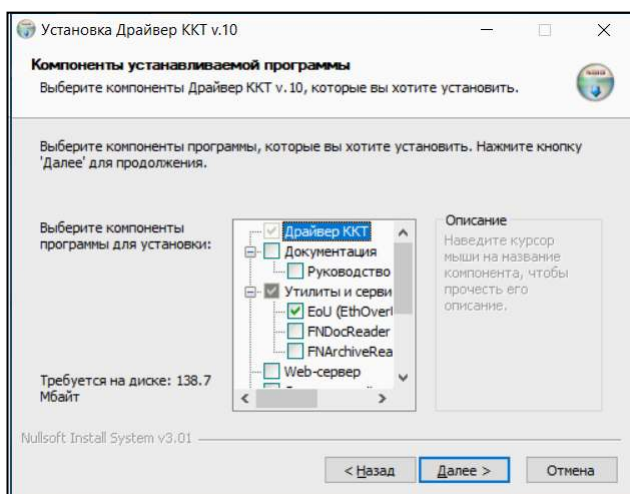 Установка Драйвер ККТ v.10
Компоненты устанавливаемой программы
Выберите компоненты Драйвер ККТ v.10, которые вы хотите установить.
Выберите компоненты программы, которые вы хотите установить. Нажмите кнопку
'Далее' для продолжения.
Выберите компоненты
программы для установки:
Драйвер ККТ
Документация
Руководство
Утилиты и серви
EoU (EthOverl
FNDocReader
FNArchiveRea
Web-сервер
Описание
Наведите курсор
мыши на название
компонента, чтобы
прочесть его
описание.
Требуется на диске: 138.7
Мбайт
Nullsoft Install System v3.01
< Назад
Далее >
Отмена